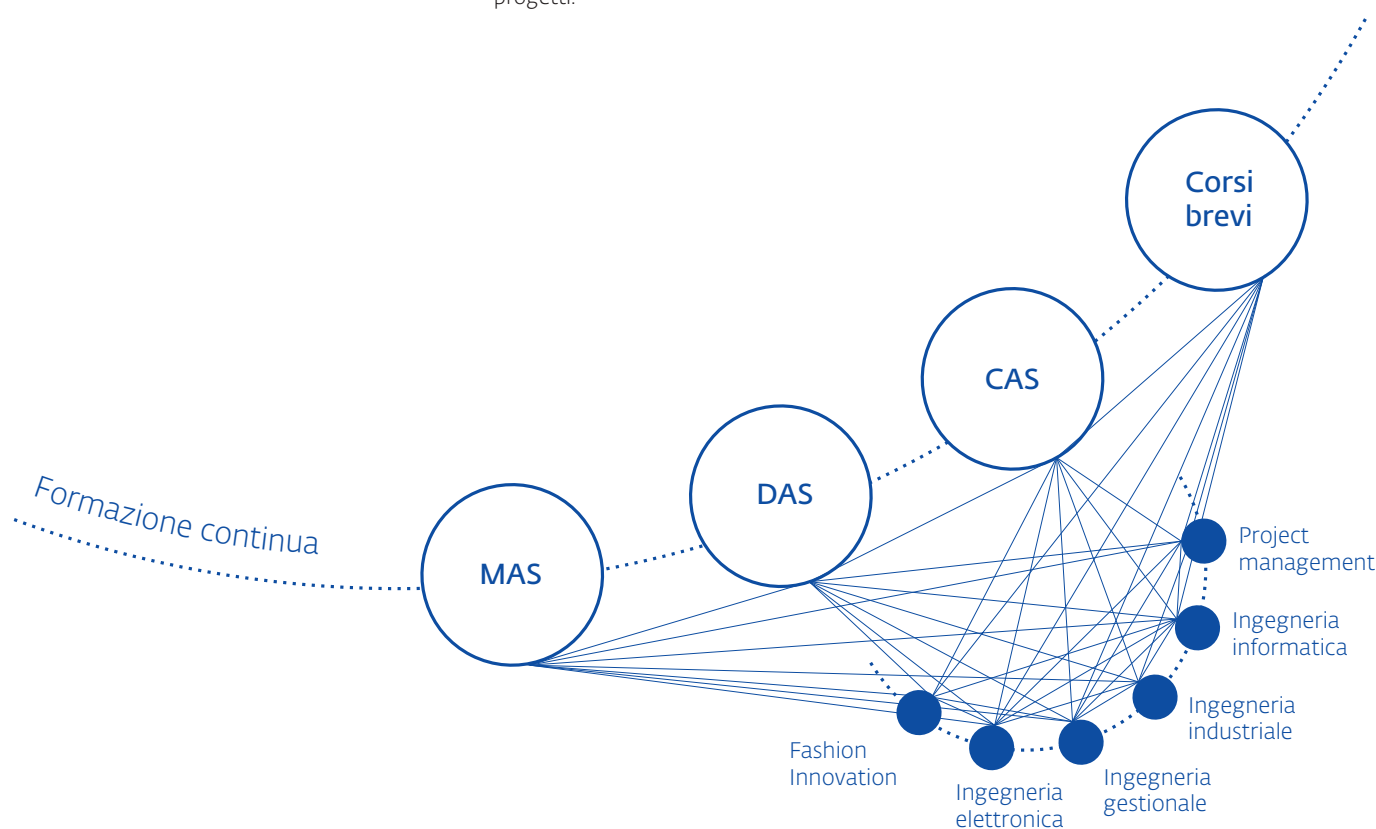 progetti.
Corsi
brevi
CAS
DAS
MAS
Formazione continua
Project
management
Ingegneria
informatica
Ingegneria
industriale
Ingegneria
gestionale
Ingegneria
elettronica
Fashion
Innovation